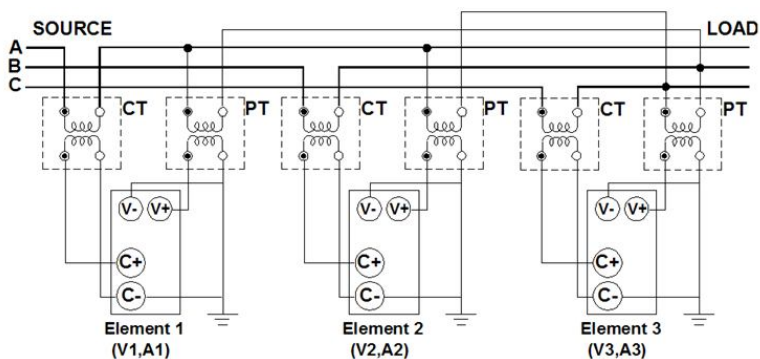 SOURCE LOAD
A
B
C
CT PT CT PT CT PT
V- V+ V- V+ V- V+
C+ C+ C+
C- C- C-
Element 1 Element 2 Element 3
(V1,A1) (V2,A2) (V3,A3)